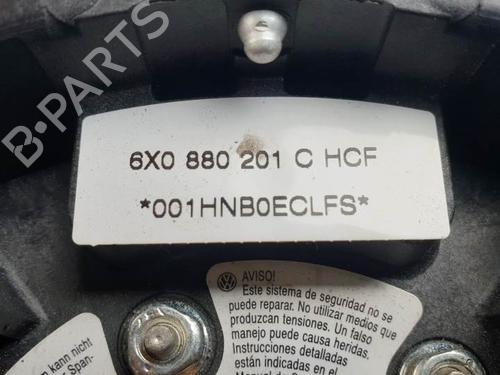 B-PARTS
6X0 880 201 C HCF
*001HNB0ECLFS*
AVISO!
Este sistema de seguridad no se
puede reparar. No utilizar medios que
produzcan tensiones. Un falso
manejo puede causa heridas.
Instrucciones detalladas
están indicadas en el
en kann nicht
Span-